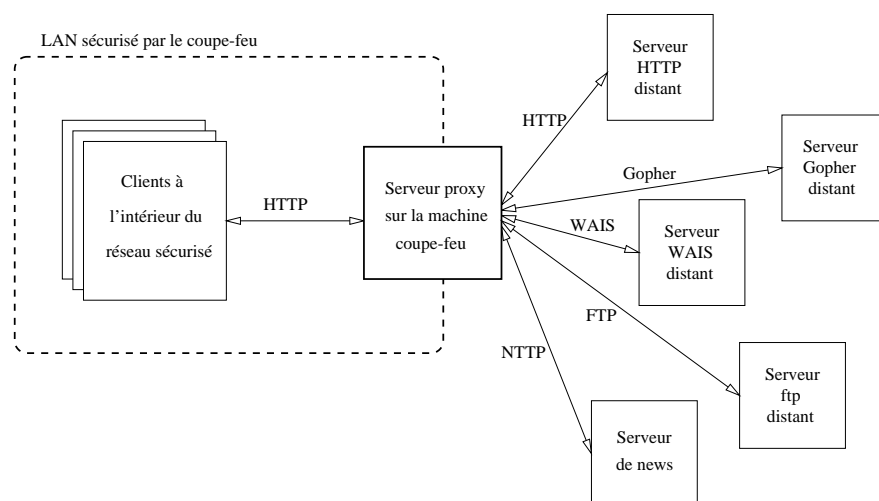 LAN sécurisé par le coupe-feu
Clients à
l'intérieur du
réseau sécurisé
HTTP
Serveur proxy
sur la machine
coupe-feu
HTTP
Serveur
HTTP
distant
Gopher
Serveur
Gopher
distant
WAIS
Serveur
WAIS
distant
FTP
Serveur
ftp
distant
NTTP
Serveur
de news